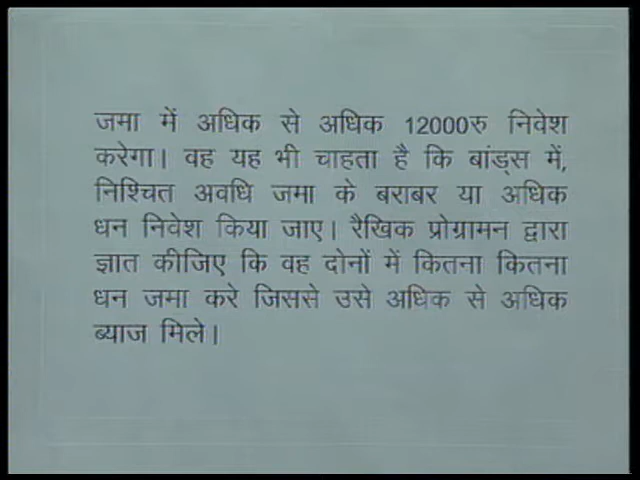 जमा में अधिक से अधिक 12000रु निवेश
करेगा। वह यह भी चाहता है कि बांड्स में,
निश्चित अवधि जमा के बराबर या अधिक
धन निवेश किया जाए। रैखिक प्रोग्रामन द्वारा
ज्ञात कीजिए कि वह दोनों में कितना कितना
धन जमा करे जिससे उसे अधिक से अधिक
ब्याज मिले।